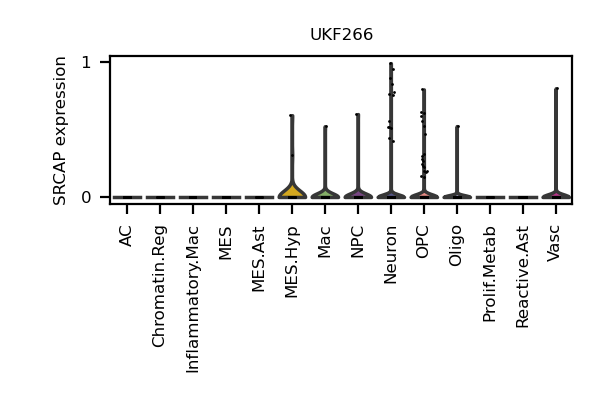 UKF266
SRCAP expression
1
0
AC
Chromatin.Reg
Inflammatory.Mac
MES
MES.Ast
MES.Hyp
Mac
NPC
Neuron
OPC
Oligo
Prolif.Metab
Reactive.Ast
Vasc